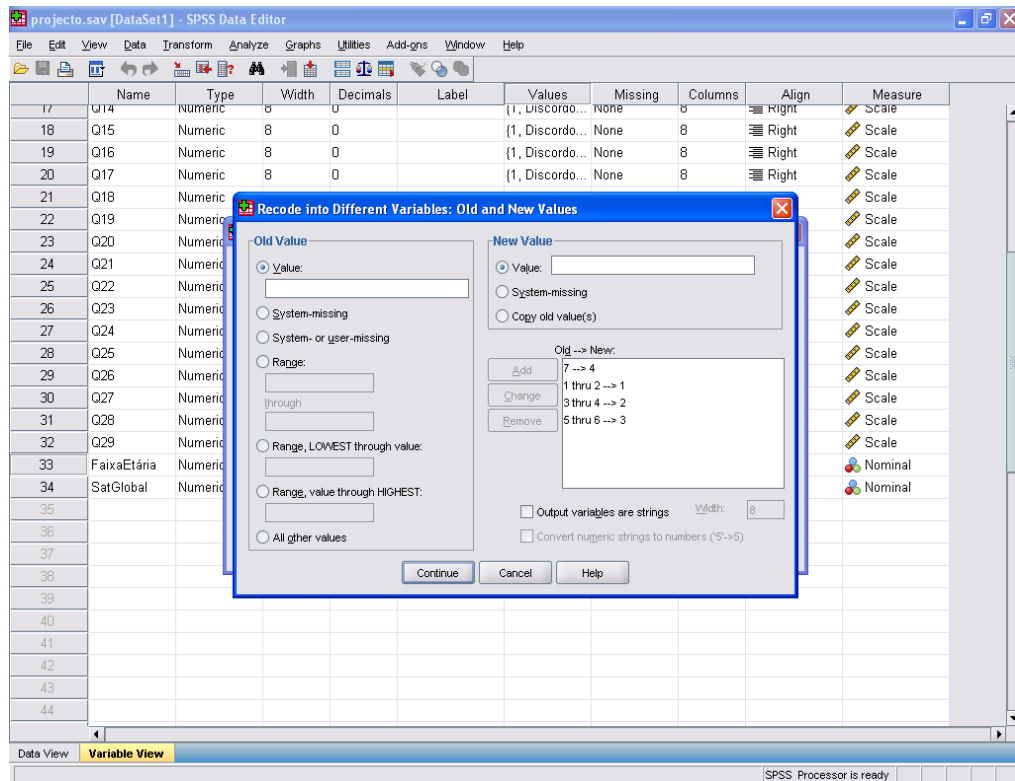 projecto.sav [DataSet1] - SPSS Data Editor
File Edit View Data Transform Analyze Graphs Utilities Add-ons Window Help
Name Type Width Decimals Label Values Missing Columns Align Measure
17 Q14 Numeric 8 0 {1, Discordo... None 8 Right Scale
18 Q15 Numeric 8 0 {1, Discordo... None 8 Right Scale
19 Q16 Numeric 8 0 {1, Discordo... None 8 Right Scale
20 Q17 Numeric 8 0 {1, Discordo... None 8 Right Scale
21 Q18 Numeric Scale
22 Q19 Numeric Scale
23 Q20 Numeric Scale
24 Q21 Numeric Scale
25 Q22 Numeric Scale
26 Q23 Numeric Scale
27 Q24 Numeric Scale
28 Q25 Numeric Scale
29 Q26 Numeric Scale
30 Q27 Numeric Scale
31 Q28 Numeric Scale
32 Q29 Numeric Scale
33 FaixaEtária Numeric Nominal
34 SatGlobal Numeric Nominal
35
36
37
38
39
40
41
42
43
44
Recode into Different Variables: Old and New Values
Old Value
Value:
System-missing
System- or user-missing
Range:
through
Range, LOWEST through value:
Range, value through HIGHEST:
All other values
New Value
Value:
System-missing
Copy old value(s)
Old --> New:
Add
Change
Remove
7 --> 4
1 thru 2 --> 1
3 thru 4 --> 2
5 thru 6 --> 3
Output variables are strings Width: 8
Convert numeric strings to numbers ('5'->5)
Continue Cancel Help
Data View Variable View
SPSS Processor is ready